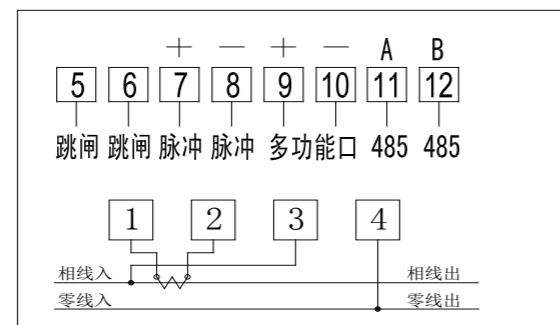 + − + − A B
5 6 7 8 9 10 11 12
跳闸 跳闸 脉冲 脉冲 多功能口 485 485
1 2 3 4
相线入 相线出
零线入 零线出